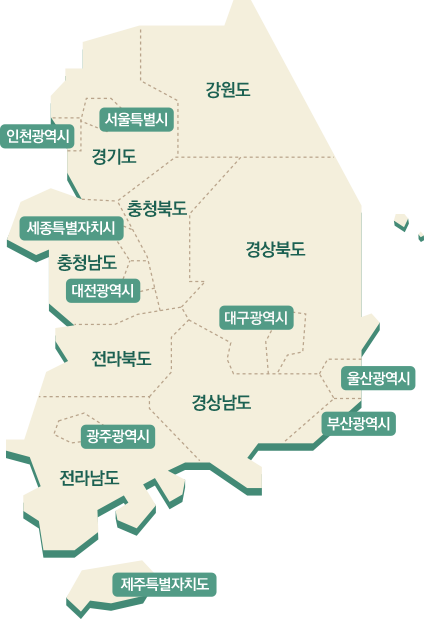 강원도
서울특별시
인천광역시
경기도
충청북도
세종특별자치시
경상북도
충청남도
대전광역시
대구광역시
전라북도
울산광역시
경상남도
부산광역시
광주광역시
전라남도
제주특별자치도